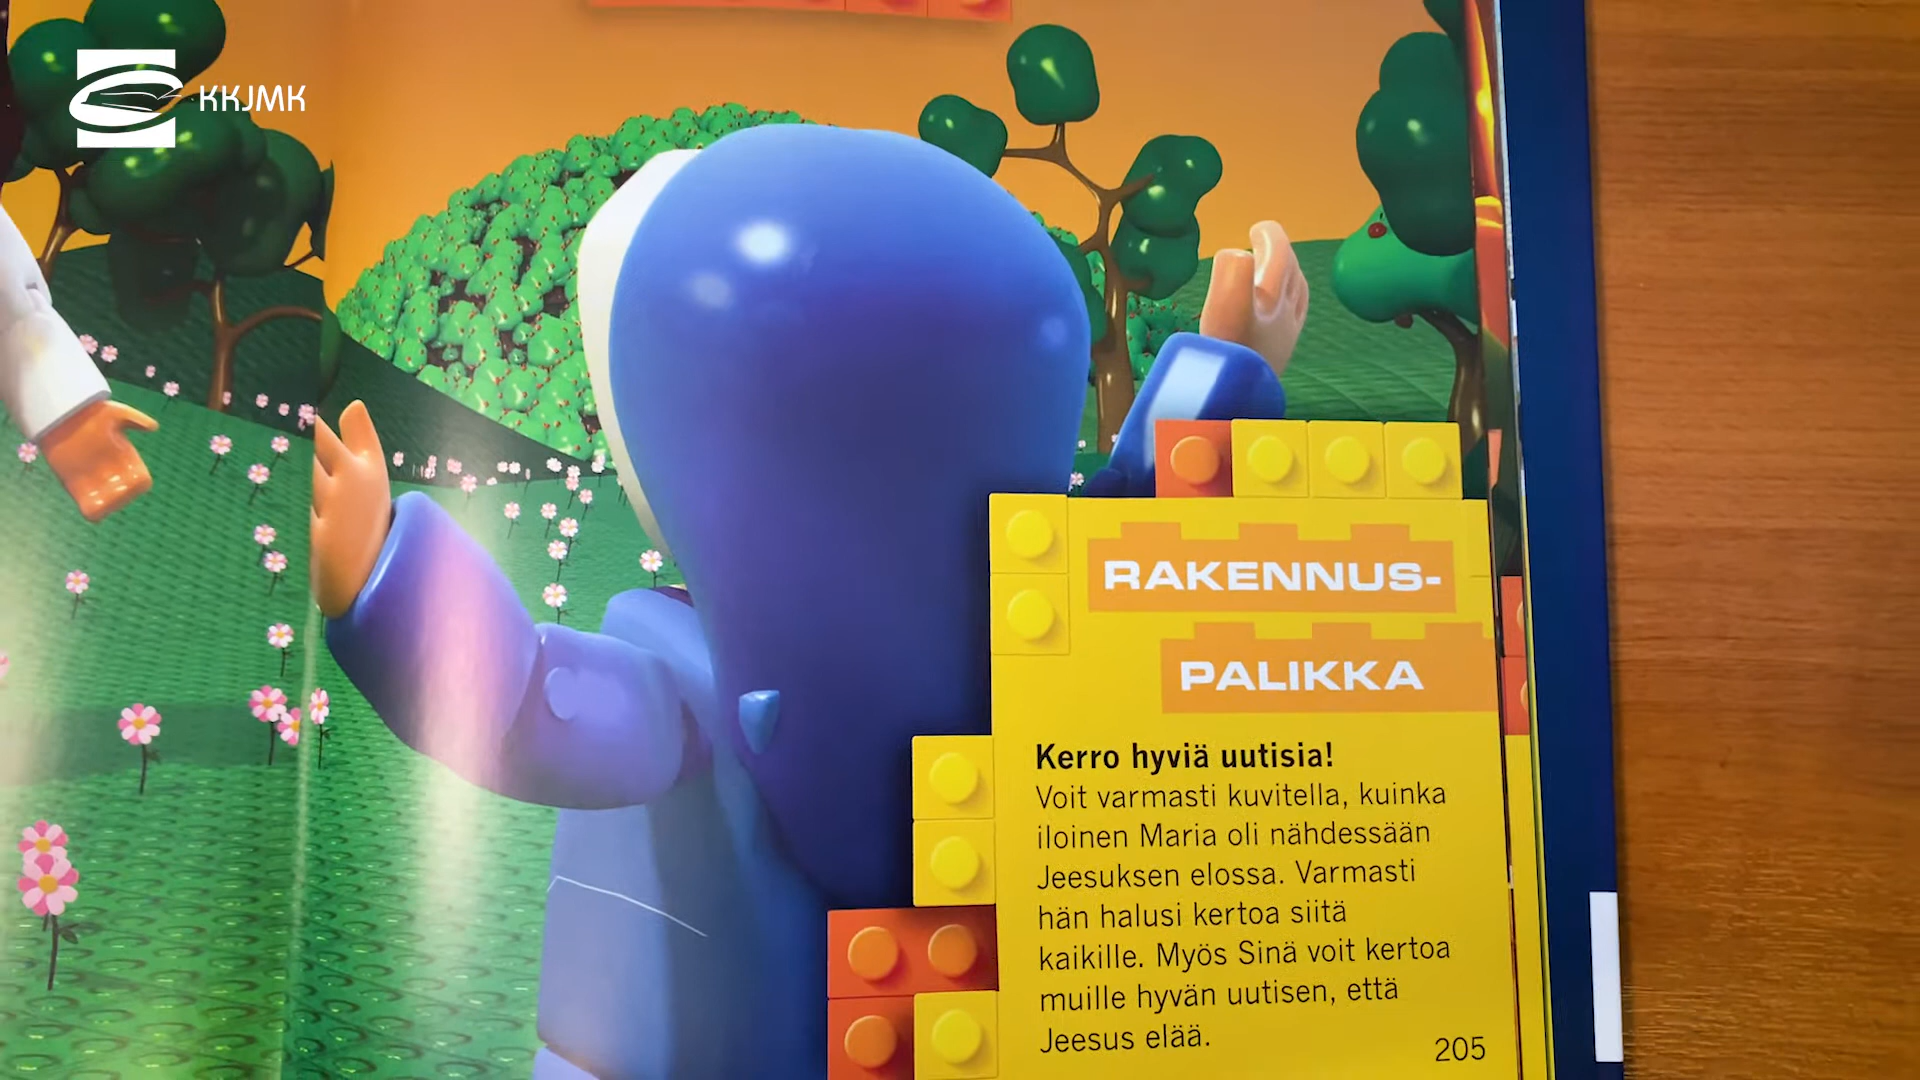 KKJMK
RAKENNUS-
PALIKKA
Kerro hyviä uutisia!
Voit varmasti kuvitella, kuinka
iloinen Maria oli nähdessään
Jeesuksen elossa. Varmasti
hän halusi kertoa siitä
kaikille. Myös Sinä voit kertoa
muille hyvän uutisen, että
Jeesus elää.
205